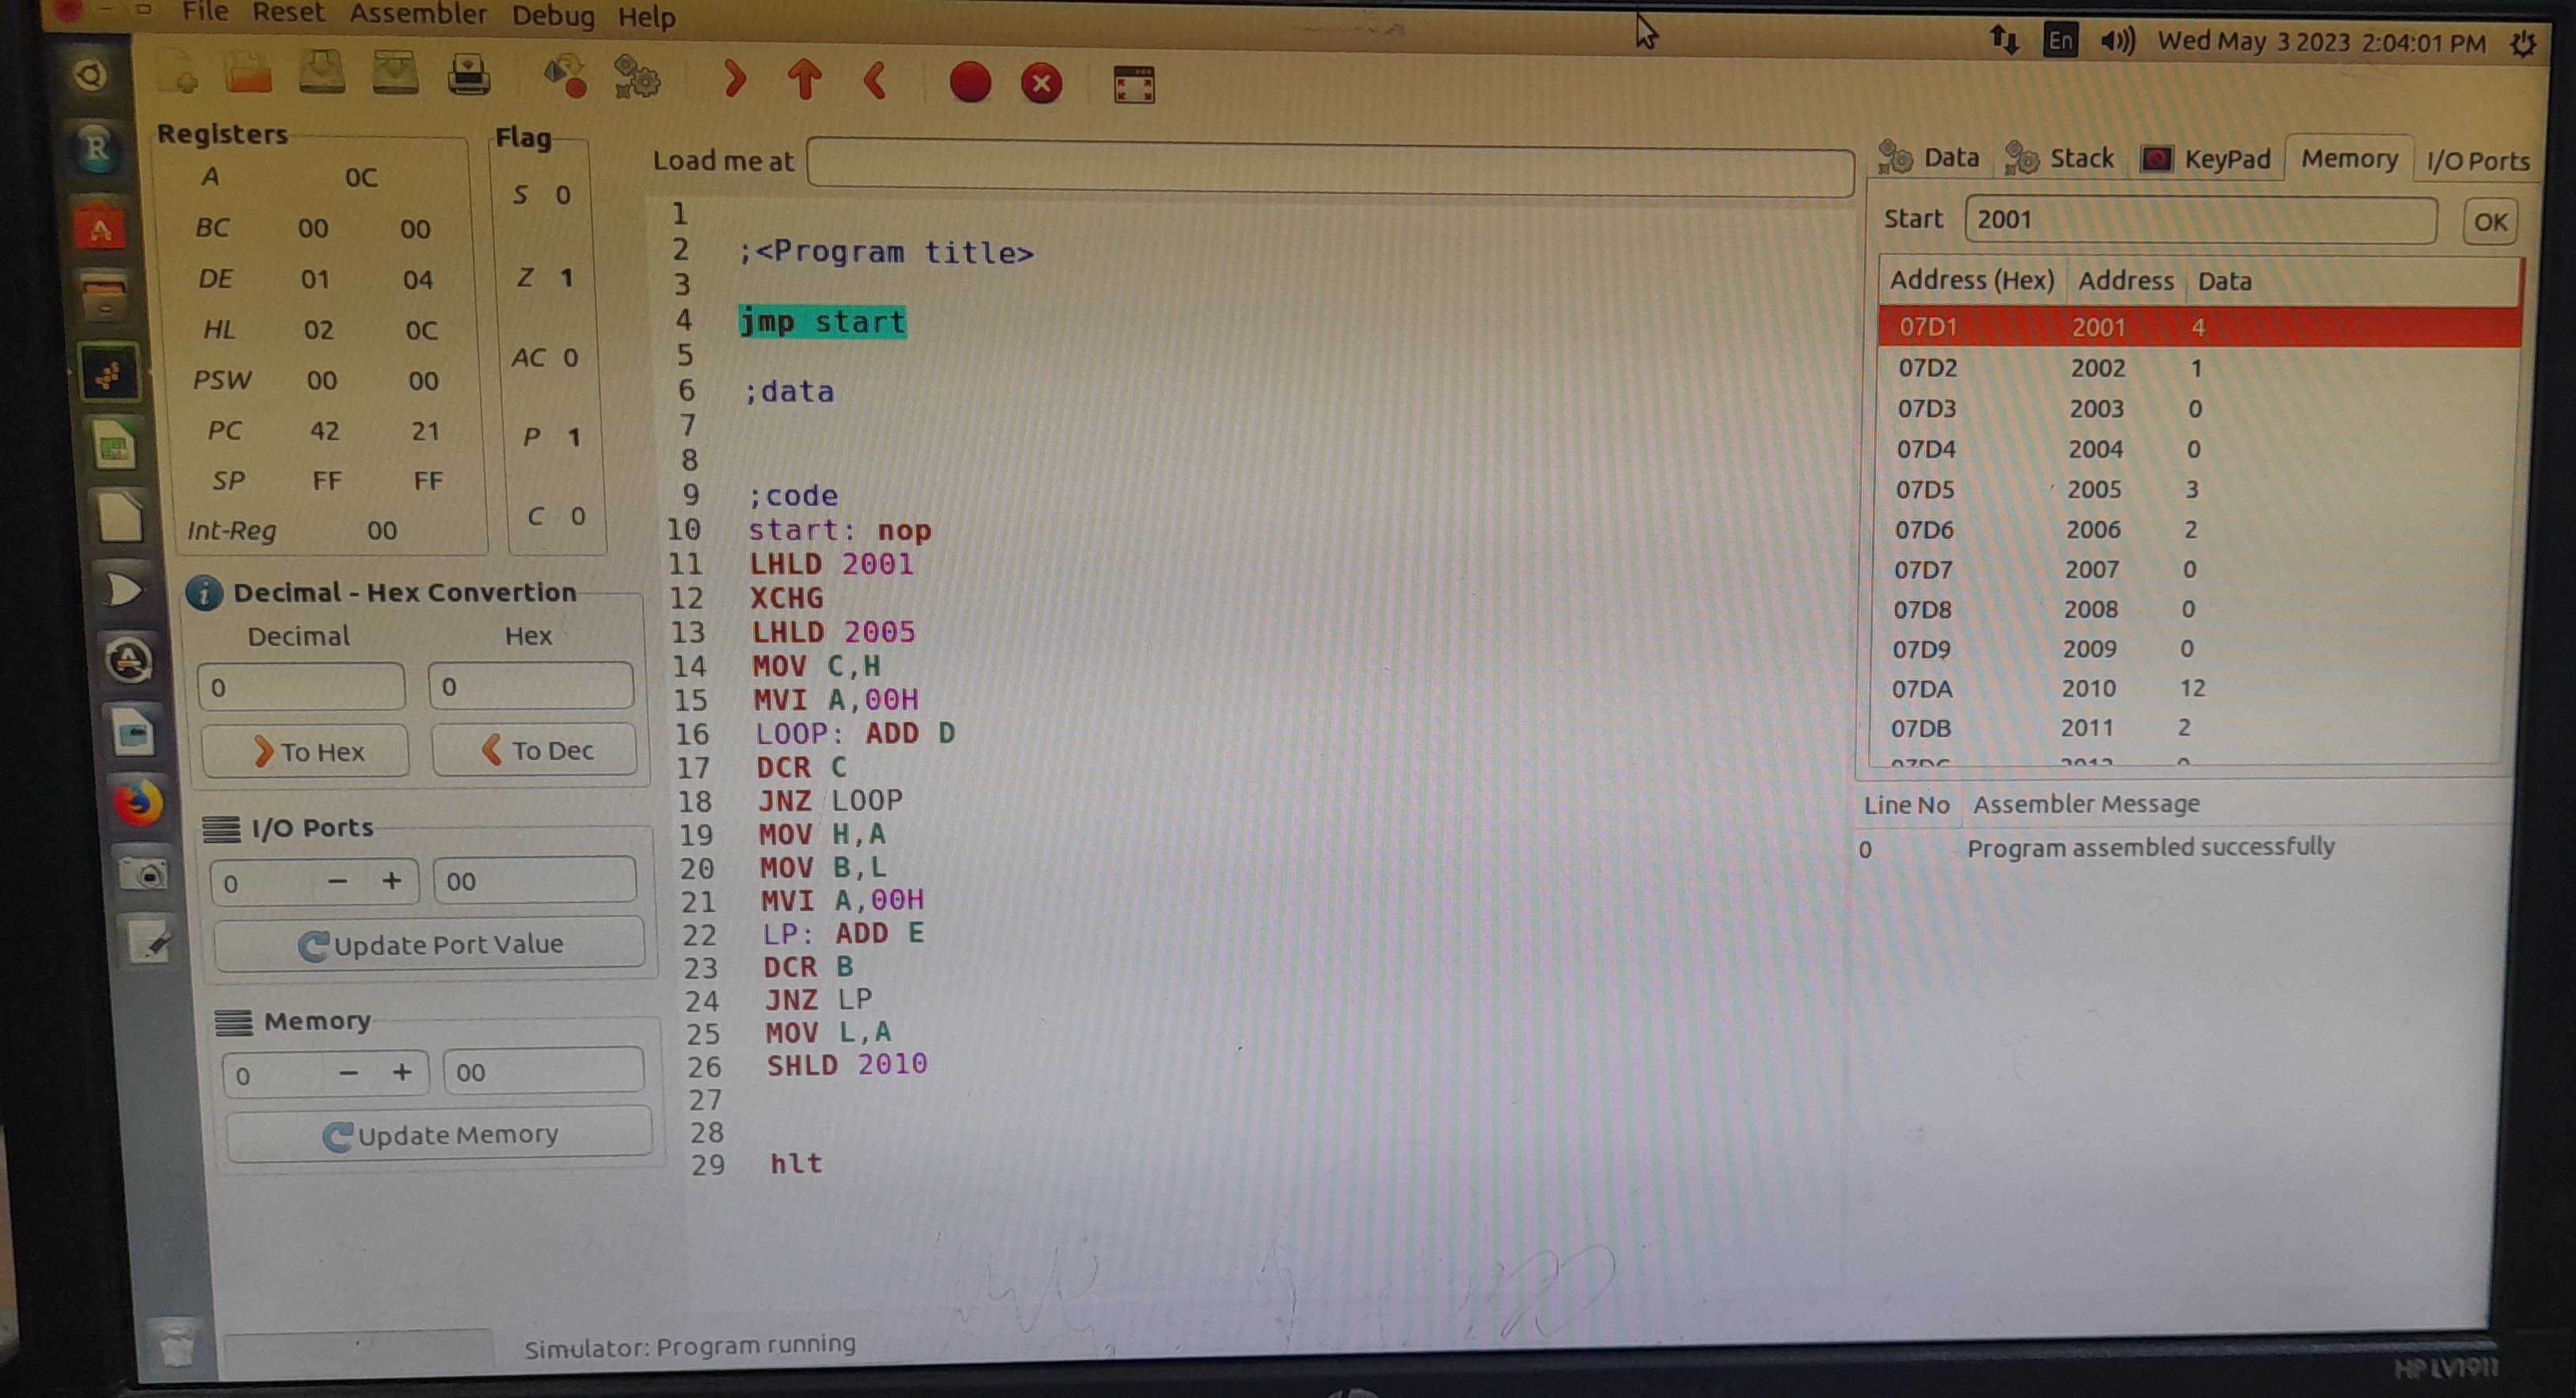 File Reset Assembler Debug Help
En Wed May 3 2023 2:04:01 PM
Registers
A 0C
BC 00 00
DE 01 04
HL 02 0C
PSW 00 00
PC 42 21
SP FF FF
Int-Reg 00
Flag
S 0
Z 1
AC 0
P 1
C 0
Decimal - Hex Convertion
Decimal Hex
0 0
To Hex To Dec
I/O Ports
0 − + 00
Update Port Value
Memory
0 − + 00
Update Memory
Load me at
1
2 ;<Program title>
3
4 jmp start
5
6 ;data
7
8
9 ;code
10 start: nop
11 LHLD 2001
12 XCHG
13 LHLD 2005
14 MOV C,H
15 MVI A,00H
16 LOOP: ADD D
17 DCR C
18 JNZ LOOP
19 MOV H,A
20 MOV B,L
21 MVI A,00H
22 LP: ADD E
23 DCR B
24 JNZ LP
25 MOV L,A
26 SHLD 2010
27
28
29 hlt
Data Stack KeyPad Memory I/O Ports
Start 2001 OK
Address (Hex) Address Data
07D1 2001 4
07D2 2002 1
07D3 2003 0
07D4 2004 0
07D5 2005 3
07D6 2006 2
07D7 2007 0
07D8 2008 0
07D9 2009 0
07DA 2010 12
07DB 2011 2
07DC 2012 0
Line No Assembler Message
0 Program assembled successfully
Simulator: Program running
HP LV1911